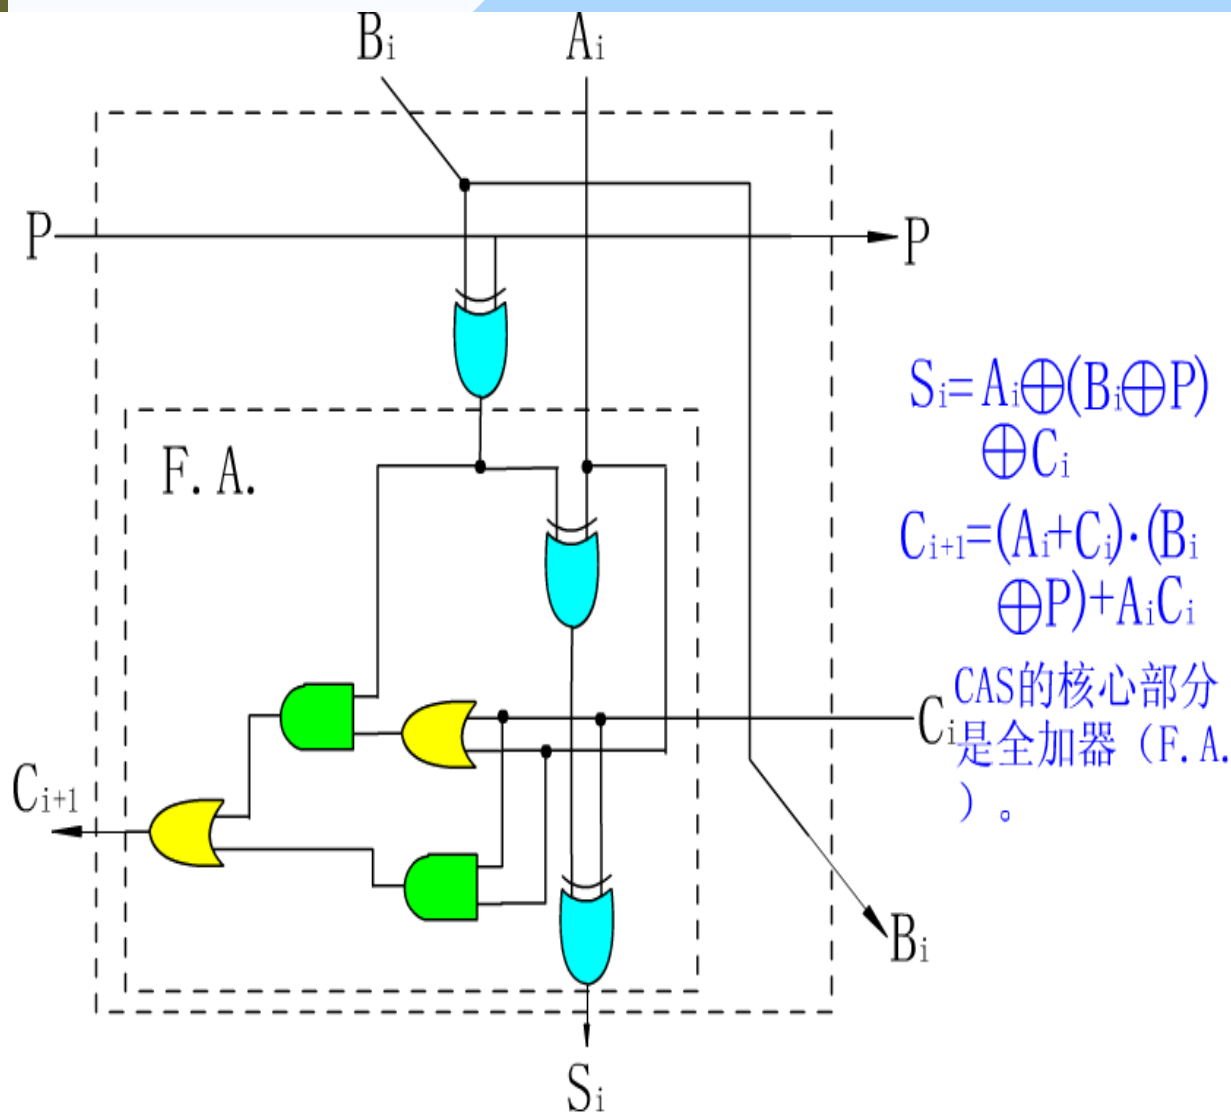 Bi
Ai
P
P
Si=Ai⊕(Bi⊕P)
⊕Ci
F.A.
Ci+1=(Ai+Ci)·(Bi
⊕P)+AiCi
CAS的核心部分
Ci
是全加器（F.A.
）。
Ci+1
Bi
Si